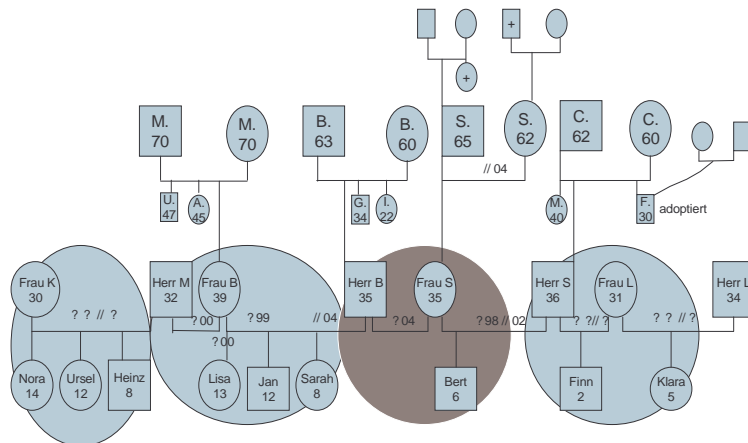 +
+
+
M.
70
M.
70
B.
63
B.
60
S.
65
S.
62
C.
62
C.
60
// 04
U.
47
A.
45
G.
34
I.
22
M.
40
F.
30
adoptiert
Frau K
30
Herr M
32
Frau B
39
Herr B
35
Frau S
35
Herr S
36
Frau L
31
Herr L
34
? ? // ?
? 00
? 99
// 04
? 04
? 98 // 02
? ?// ?
? ? // ?
?00
Nora
14
Ursel
12
Heinz
8
Lisa
13
Jan
12
Sarah
8
Bert
6
Finn
2
Klara
5